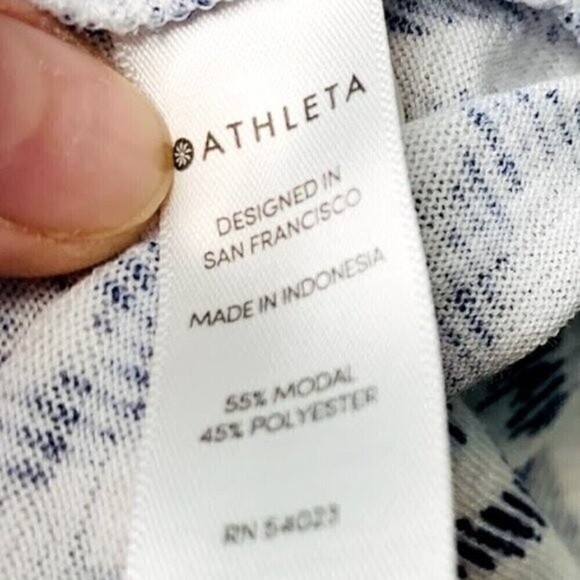 ATHLETA
DESIGNED IN
SAN FRANCISCO
MADE IN INDONESIA
55% MODAL
45% POLYESTER
RN 54023